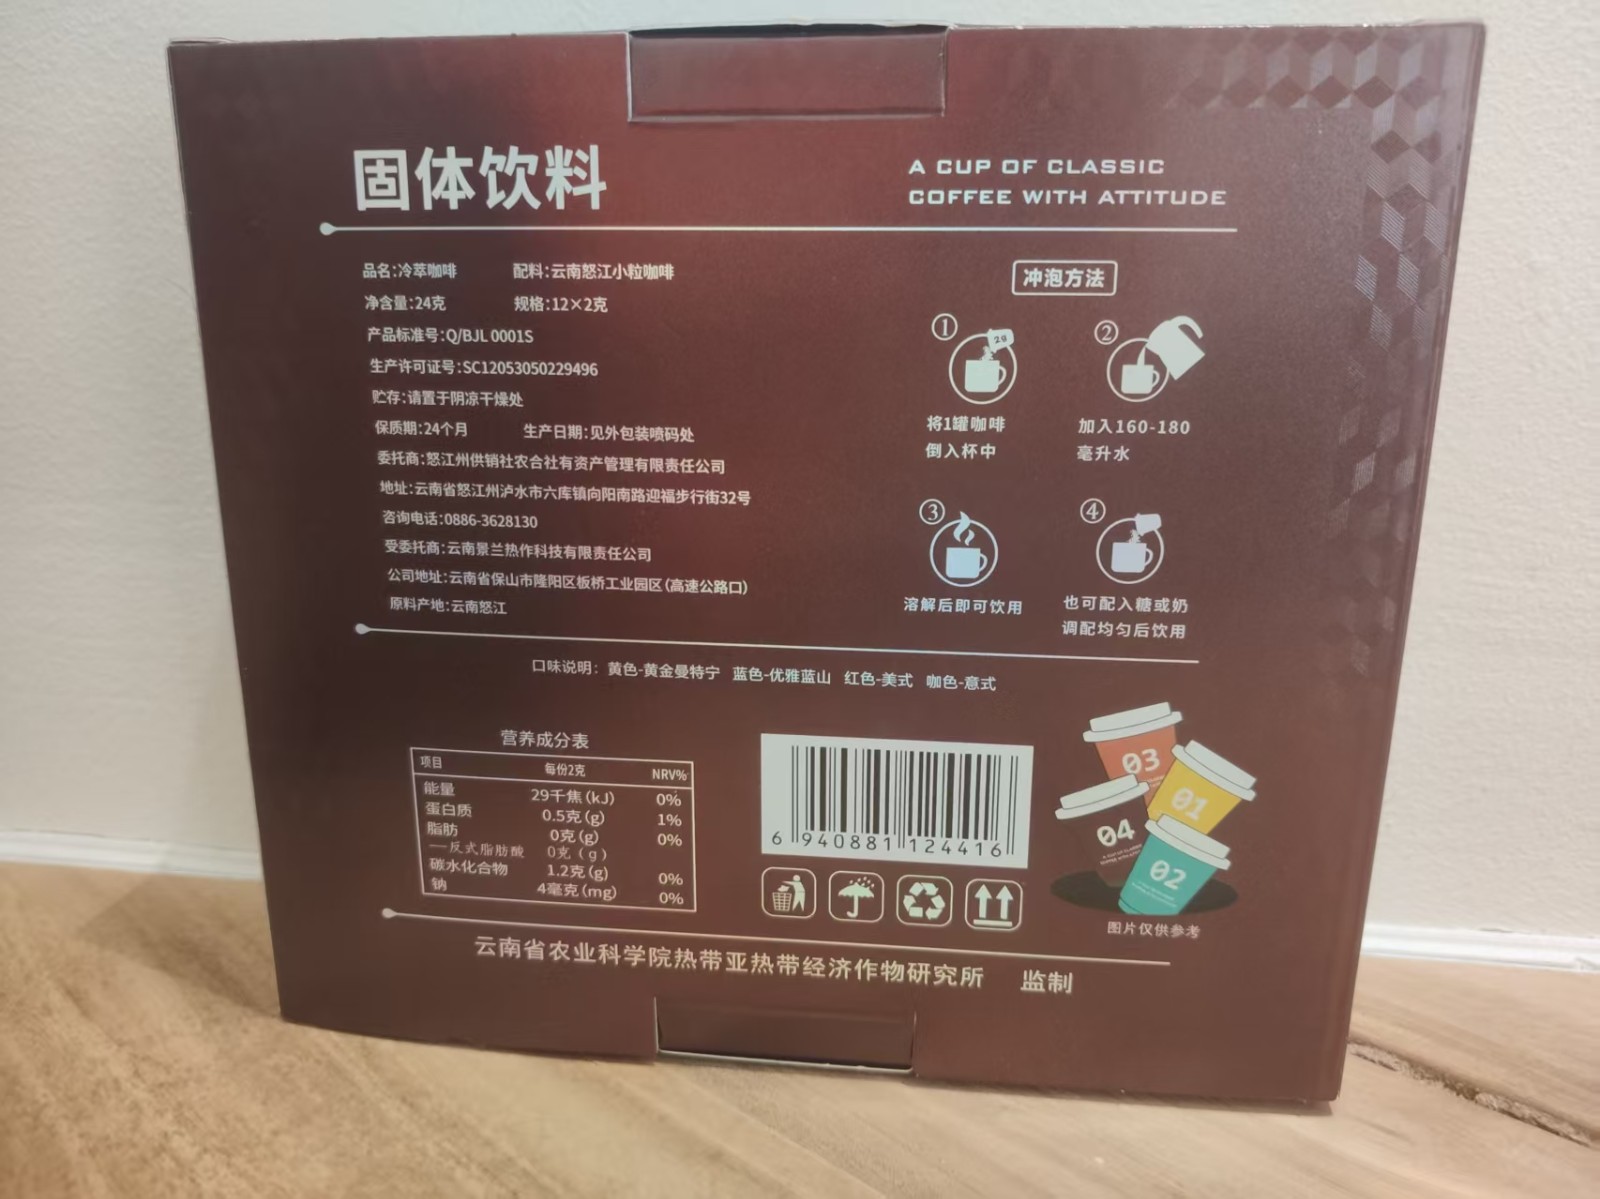 固体饮料
A CUP OF CLASSIC
COFFEE WITH ATTITUDE
品名:冷萃咖啡 配料:云南怒江小粒咖啡
净含量:24克 规格:12×2克
产品标准号:Q/BJL 0001S
生产许可证号:SC12053050229496
贮存:请置于阴凉干燥处
保质期:24个月 生产日期:见外包装喷码处
委托商:怒江州供销社农合社有资产管理有限责任公司
地址:云南省怒江州泸水市六库镇向阳南路迎福步行街32号
咨询电话:0886-3628130
受委托商:云南景兰热作科技有限责任公司
公司地址:云南省保山市隆阳区板桥工业园区(高速公路口)
原料产地:云南怒江
冲泡方法
①
2g
将1罐咖啡
倒入杯中
②
加入160-180
毫升水
③
溶解后即可饮用
④
也可配入糖或奶
调配均匀后饮用
口味说明: 黄色-黄金曼特宁 蓝色-优雅蓝山 红色-美式 咖色-意式
营养成分表
项目 每份2克 NRV%
能量 29千焦(kJ) 0%
蛋白质 0.5克(g) 1%
脂肪 0克(g) 0%
—反式脂肪酸 0克(g)
碳水化合物 1.2克(g) 0%
钠 4毫克(mg) 0%
6 940881 124416
03
01
04
02
图片仅供参考
云南省农业科学院热带亚热带经济作物研究所 监制